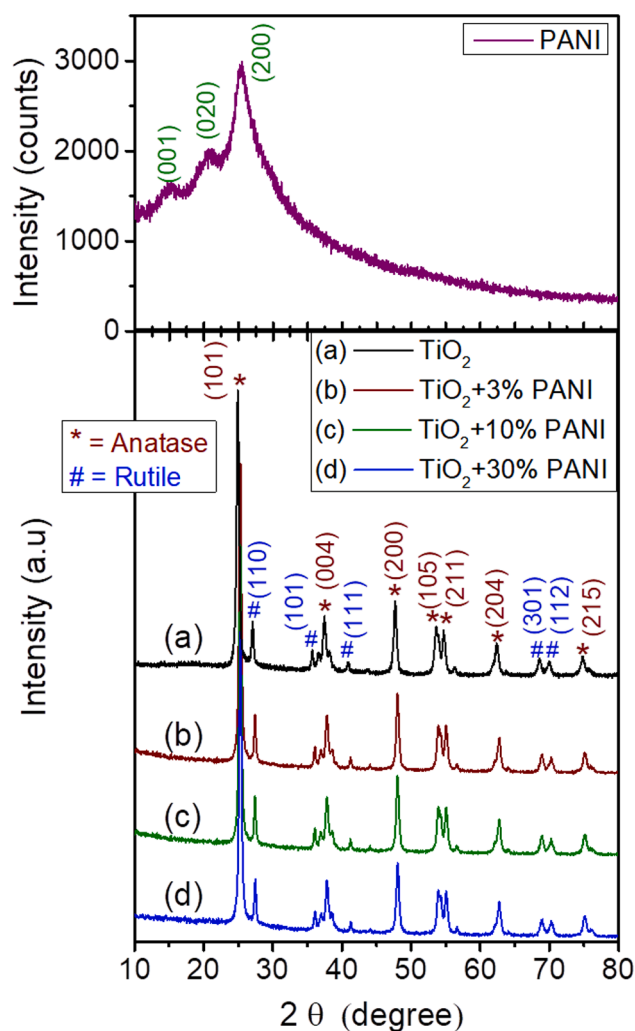 PANI
3000
2000
1000
0
Intensity (counts)
(001)
(020)
(200)
(a) TiO₂
(b) TiO₂+3% PANI
(c) TiO₂+10% PANI
(d) TiO₂+30% PANI
* = Anatase
# = Rutile
(101)
*
#(110)
(101)
#
*(004)
#(111)
*(200)
*(105)
*(211)
*(204)
#(301)
#(112)
*(215)
(a)
(b)
(c)
(d)
Intensity (a.u)
10 20 30 40 50 60 70 80
2 θ (degree)